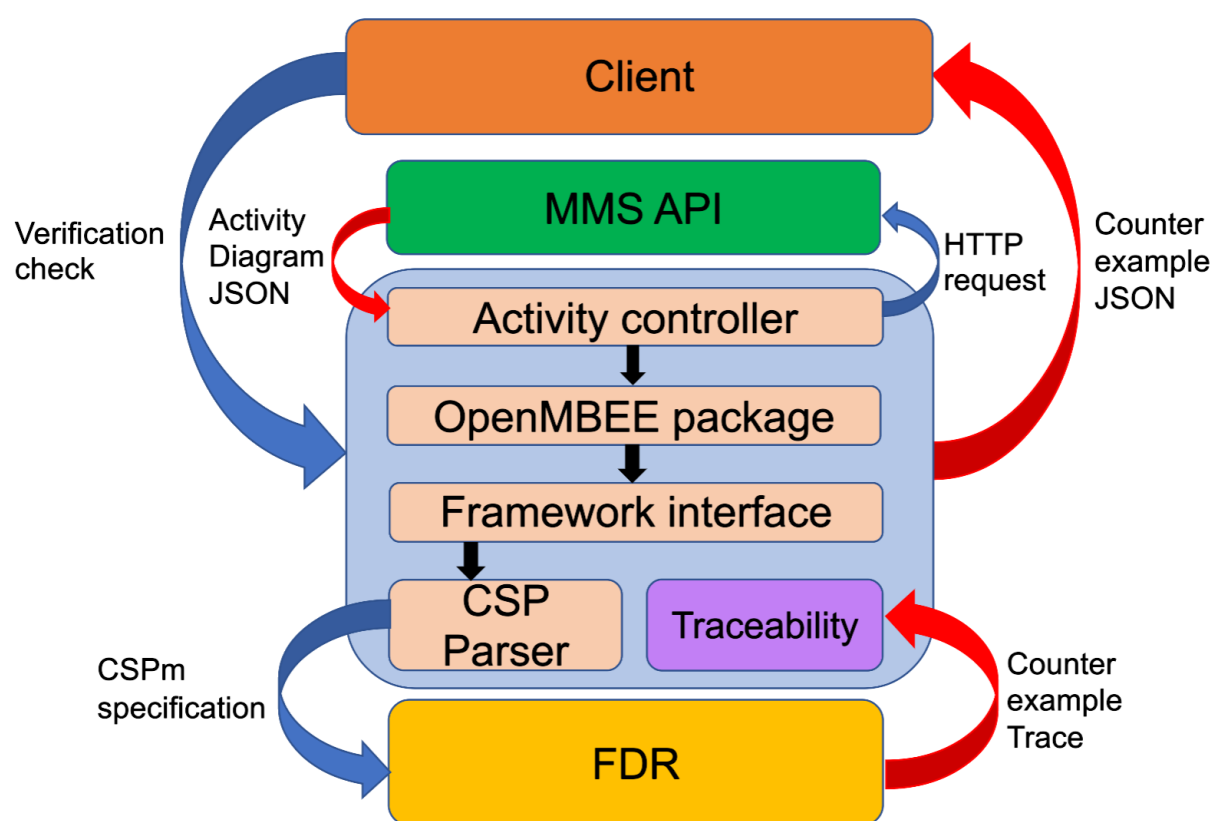 Client
MMS API
Verification
check
Activity
Diagram
JSON
HTTP
request
Counter
example
JSON
Activity controller
OpenMBEE package
Framework interface
CSP
Parser
Traceability
CSPm
specification
Counter
example
Trace
FDR